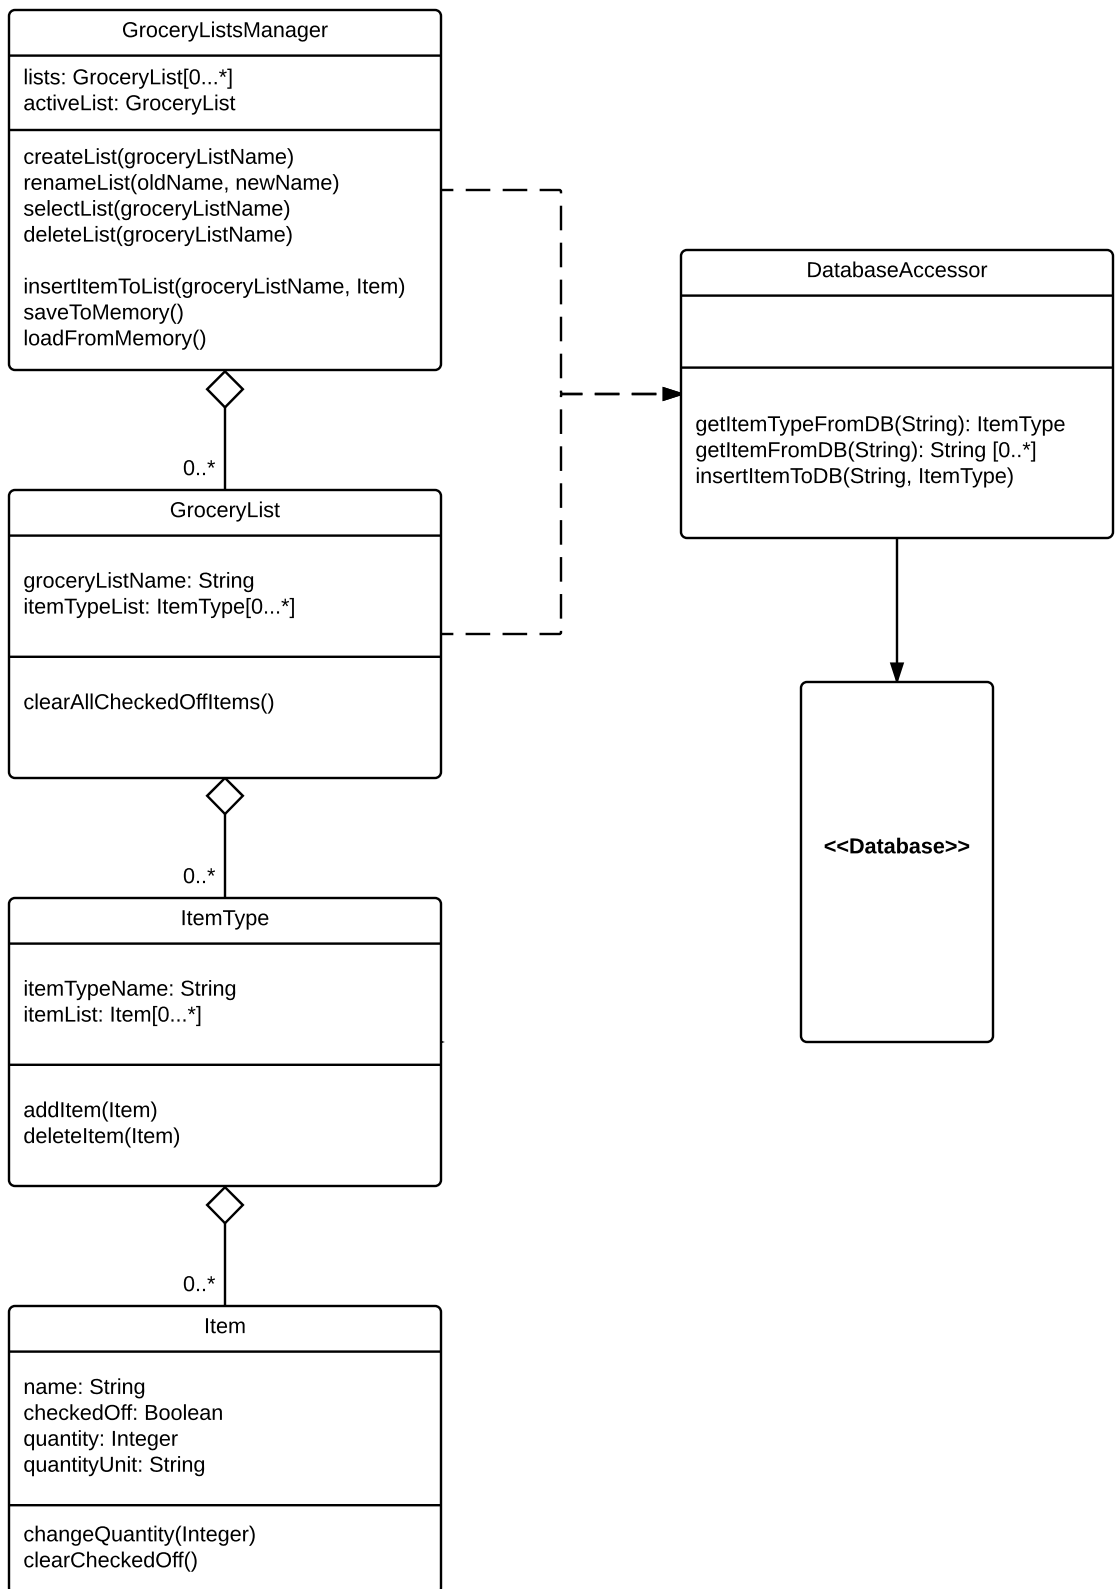 GroceryListsManager
lists: GroceryList[0...*]
activeList: GroceryList
createList(groceryListName)
renameList(oldName, newName)
selectList(groceryListName)
deleteList(groceryListName)
insertItemToList(groceryListName, Item)
saveToMemory()
loadFromMemory()
0..*
GroceryList
groceryListName: String
itemTypeList: ItemType[0...*]
clearAllCheckedOffItems()
0..*
ItemType
itemTypeName: String
itemList: Item[0...*]
addItem(Item)
deleteItem(Item)
0..*
Item
name: String
checkedOff: Boolean
quantity: Integer
quantityUnit: String
changeQuantity(Integer)
clearCheckedOff()
DatabaseAccessor
getItemTypeFromDB(String): ItemType
getItemFromDB(String): String [0..*]
insertItemToDB(String, ItemType)
<<Database>>